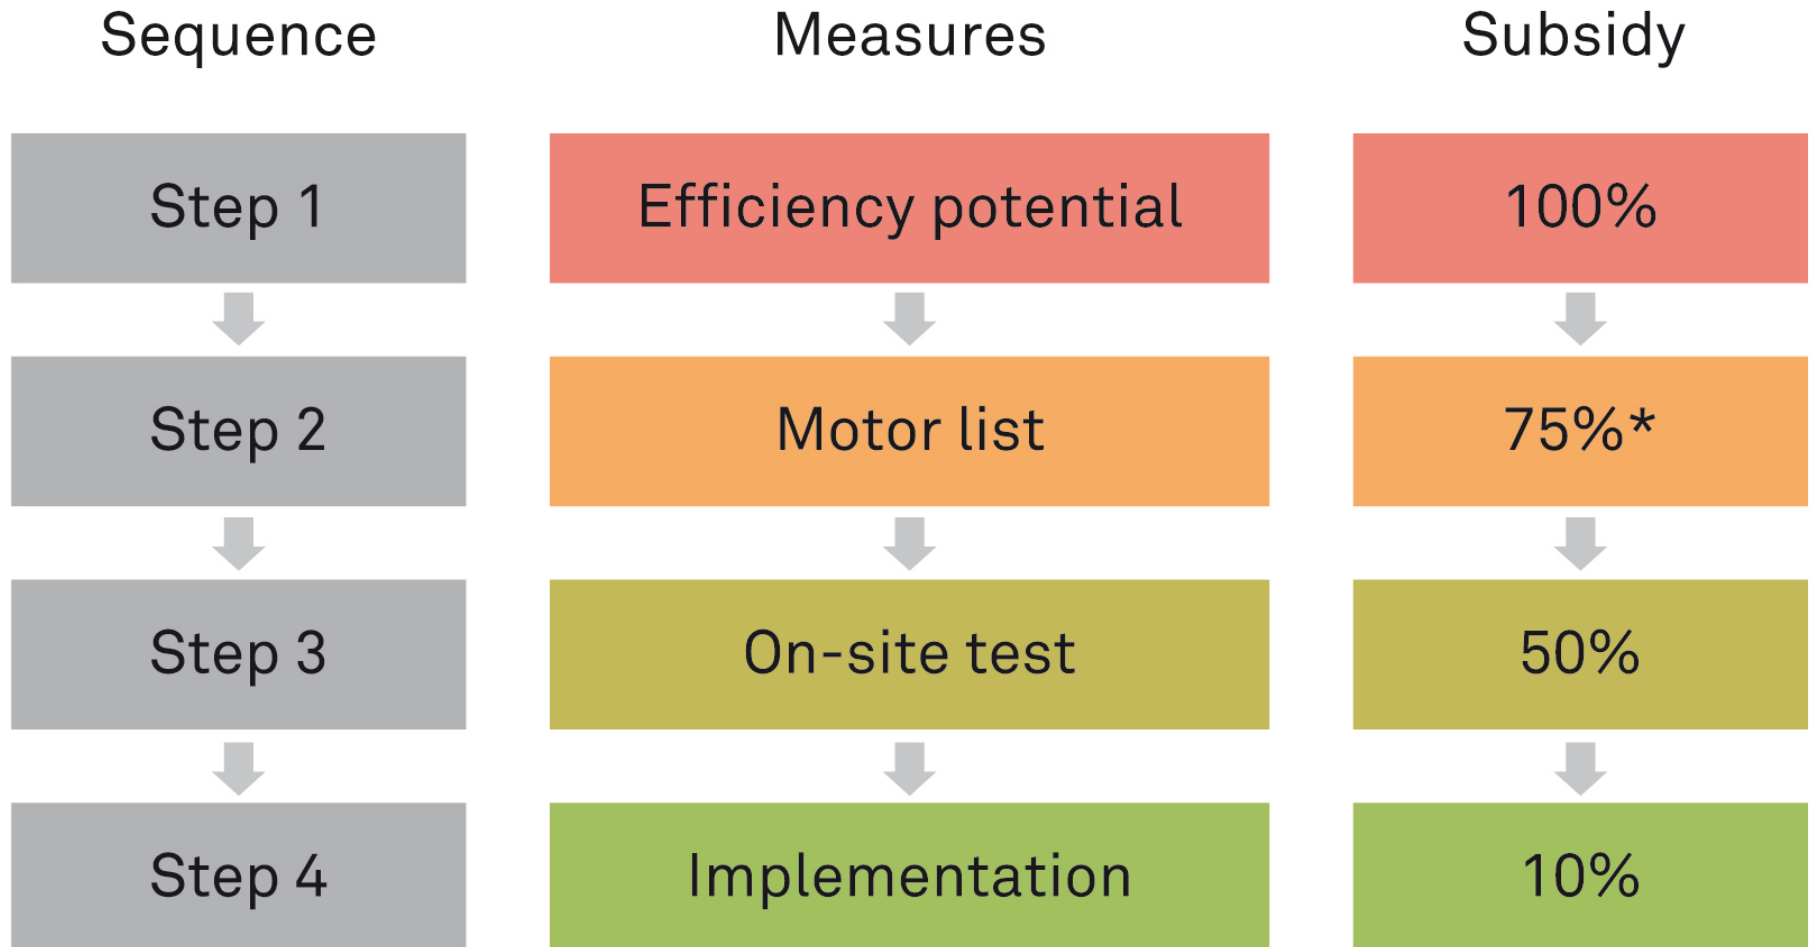 Sequence Measures Subsidy
Step 1 Efficiency potential 100%
Step 2 Motor list 75%*
Step 3 On-site test 50%
Step 4 Implementation 10%